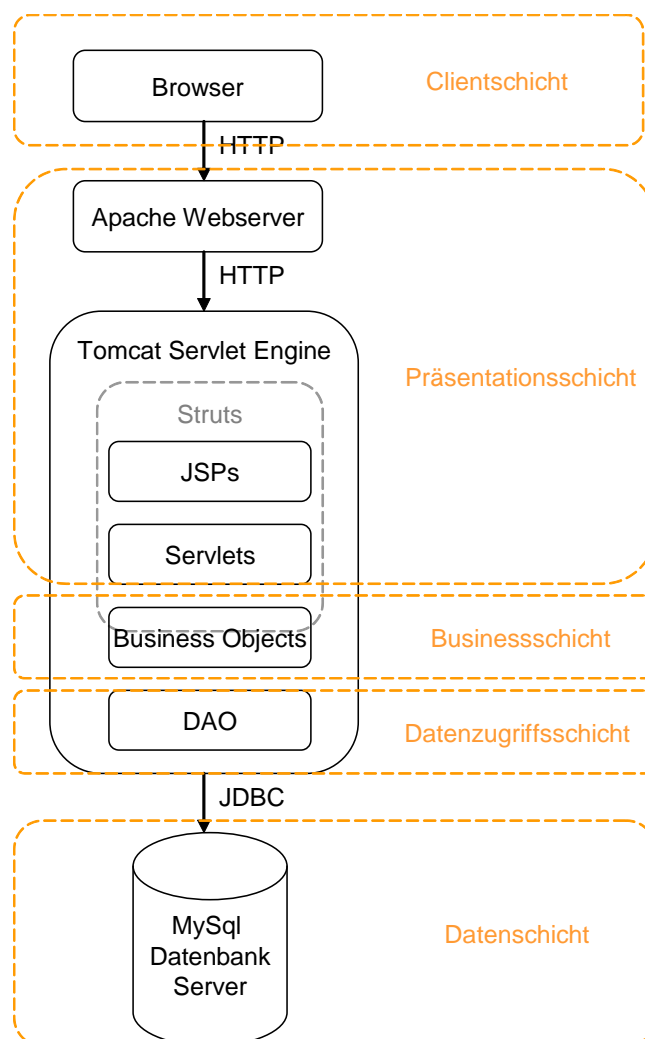 Browser
Clientschicht
HTTP
Apache Webserver
HTTP
Tomcat Servlet Engine
Präsentationsschicht
Struts
JSPs
Servlets
Business Objects
Businessschicht
DAO
Datenzugriffsschicht
JDBC
MySql
Datenbank
Server
Datenschicht